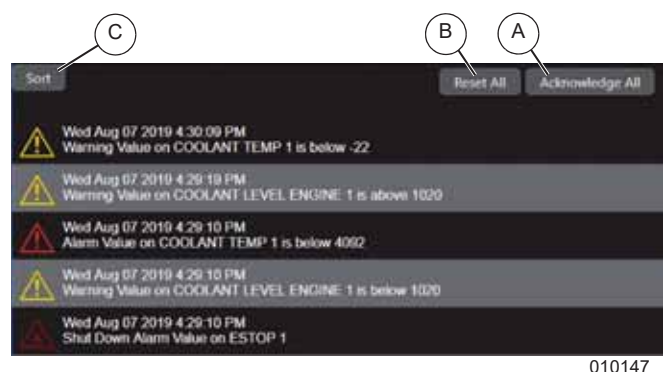 C
B
A
Sort
Reset All
Acknowledge All
Wed Aug 07 2019 4:30:09 PM
Warning Value on COOLANT TEMP 1 is below -22
Wed Aug 07 2019 4:29:19 PM
Warning Value on COOLANT LEVEL ENGINE 1 is above 1020
Wed Aug 07 2019 4:29:10 PM
Alarm Value on COOLANT TEMP 1 is below 4092
Wed Aug 07 2019 4:29:10 PM
Warning Value on COOLANT LEVEL ENGINE 1 is below 1020
Wed Aug 07 2019 4:29:10 PM
Shut Down Alarm Value on ESTOP 1
010147